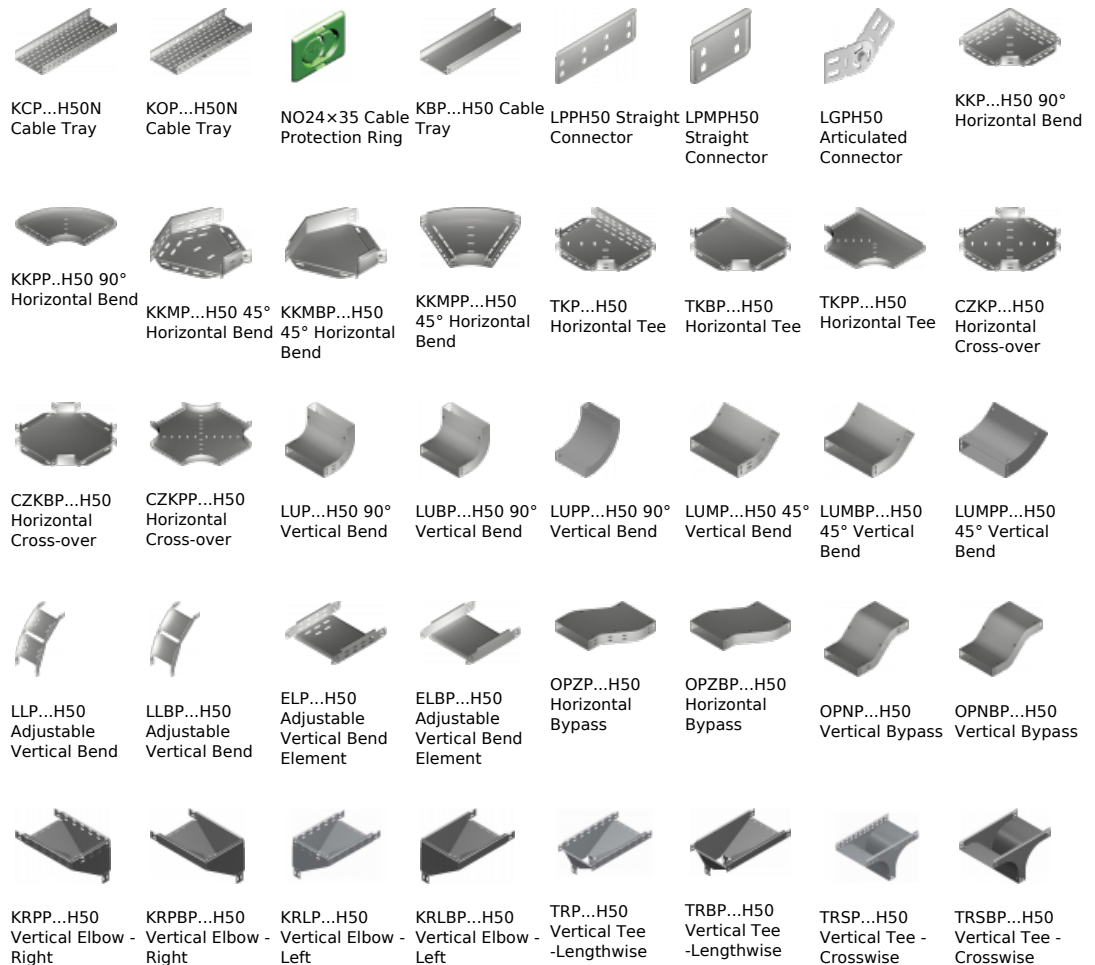 KCP...H50N
Cable Tray
KOP...H50N
Cable Tray
NO24×35 Cable
Protection Ring
KBP...H50 Cable
Tray
LPPH50 Straight
Connector
LPMPH50
Straight
Connector
LGPH50
Articulated
Connector
KKP...H50 90°
Horizontal Bend
KKPP..H50 90°
Horizontal Bend
KKMP...H50 45°
Horizontal Bend
KKMBP...H50
45° Horizontal
Bend
KKMPP...H50
45° Horizontal
Bend
TKP...H50
Horizontal Tee
TKBP...H50
Horizontal Tee
TKPP...H50
Horizontal Tee
CZKP...H50
Horizontal
Cross-over
CZKBP...H50
Horizontal
Cross-over
CZKPP...H50
Horizontal
Cross-over
LUP...H50 90°
Vertical Bend
LUBP...H50 90°
Vertical Bend
LUPP...H50 90°
Vertical Bend
LUMP...H50 45°
Vertical Bend
LUMBP...H50
45° Vertical
Bend
LUMPP...H50
45° Vertical
Bend
LLP...H50
Adjustable
Vertical Bend
LLBP...H50
Adjustable
Vertical Bend
ELP...H50
Adjustable
Vertical Bend
Element
ELBP...H50
Adjustable
Vertical Bend
Element
OPZP...H50
Horizontal
Bypass
OPZBP...H50
Horizontal
Bypass
OPNP...H50
Vertical Bypass
OPNBP...H50
Vertical Bypass
KRPP...H50
Vertical Elbow -
Right
KRPBP...H50
Vertical Elbow -
Right
KRLP...H50
Vertical Elbow -
Left
KRLBP...H50
Vertical Elbow -
Left
TRP...H50
Vertical Tee
-Lengthwise
TRBP...H50
Vertical Tee
-Lengthwise
TRSP...H50
Vertical Tee -
Crosswise
TRSBP...H50
Vertical Tee -
Crosswise